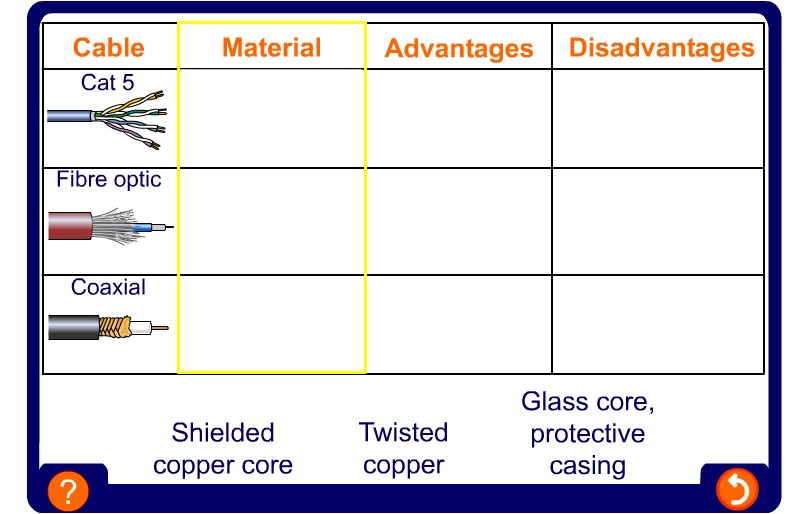 Cable Material Advantages Disadvantages
Cat 5
Fibre optic
Coaxial
Shielded
copper core
Twisted
copper
Glass core,
protective
casing
?